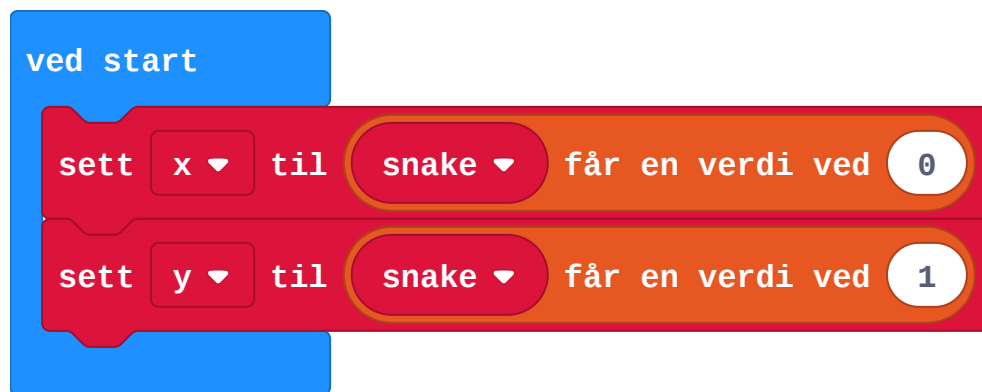 ved start
sett x til snake får en verdi ved 0
sett y til snake får en verdi ved 1